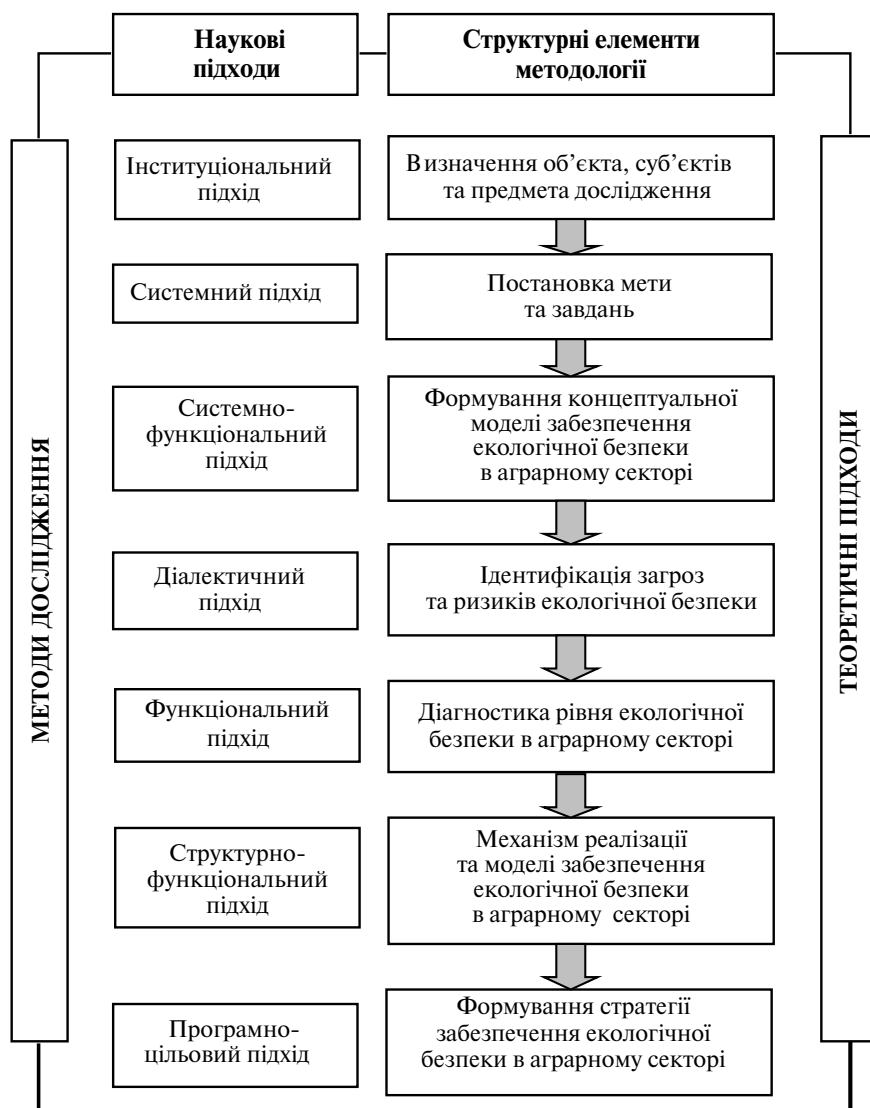 Наукові
підходи
Структурні елементи
методології
МЕТОДИ ДОСЛІДЖЕННЯ
Інституціональний
підхід
Визначення об’єкта, суб’єктів
та предмета дослідження
Системний підхід
Постановка мети
та завдань
Системно-
функціональний
підхід
Формування концептуальної
моделі забезпечення
екологічної безпеки
в аграрному секторі
Діалектичний
підхід
Ідентифікація загроз
та ризиків екологічної безпеки
Функціональний
підхід
Діагностика рівня екологічної
безпеки в аграрному секторі
Структурно-
функціональний
підхід
Механізм реалізації
та моделі забезпечення
екологічної безпеки
в аграрному секторі
Програмно-
цільовий підхід
Формування стратегії
забезпечення екологічної
безпеки в аграрному секторі
ТЕОРЕТИЧНІ ПІДХОДИ